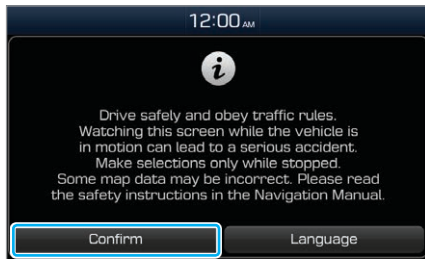 12:00 AM
i
Drive safely and obey traffic rules.
Watching this screen while the vehicle is
in motion can lead to a serious accident.
Make selections only while stopped.
Some map data may be incorrect. Please read
the safety instructions in the Navigation Manual.
Confirm Language